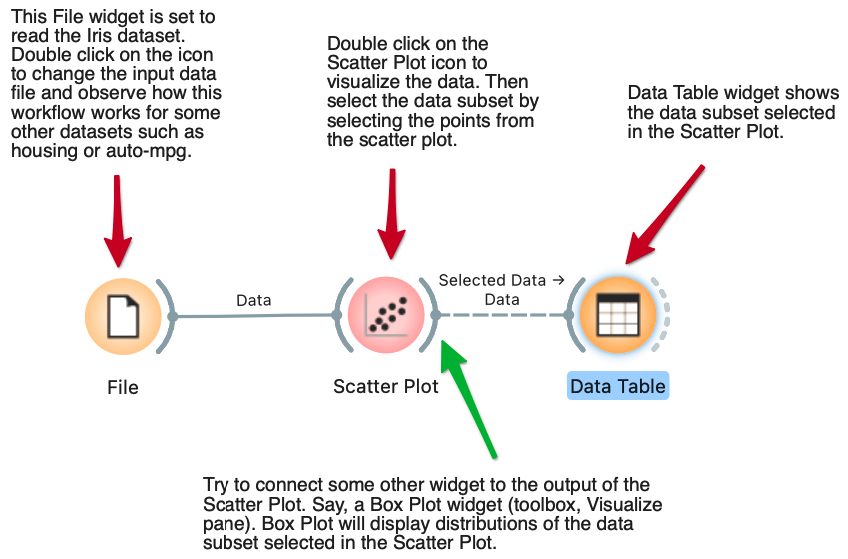 This File widget is set to
read the Iris dataset.
Double click on the icon
to change the input data
file and observe how this
workflow works for some
other datasets such as
housing or auto-mpg.
Double click on the
Scatter Plot icon to
visualize the data. Then
select the data subset by
selecting the points from
the scatter plot.
Data Table widget shows
the data subset selected
in the Scatter Plot.
Data
Selected Data →
Data
File
Scatter Plot
Data Table
Try to connect some other widget to the output of the
Scatter Plot. Say, a Box Plot widget (toolbox, Visualize
pane). Box Plot will display distributions of the data
subset selected in the Scatter Plot.